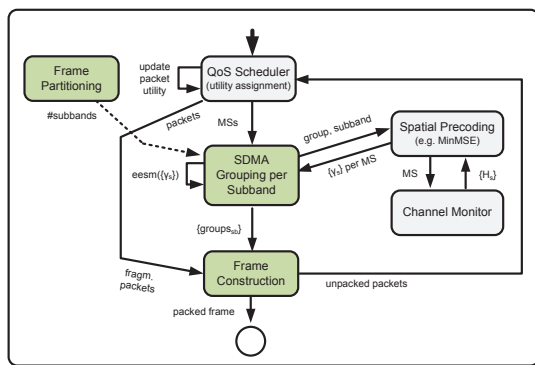 Frame
Partitioning
update
packet
utility
QoS Scheduler
(utility assignment)
#subbands
packets
MSs
group, subband
Spatial Precoding
(e.g. MinMSE)
SDMA
Grouping per
Subband
eesm({γs})
{γs} per MS
MS
{Hs}
Channel Monitor
{groupssb}
fragm.
packets
Frame
Construction
unpacked packets
packed frame